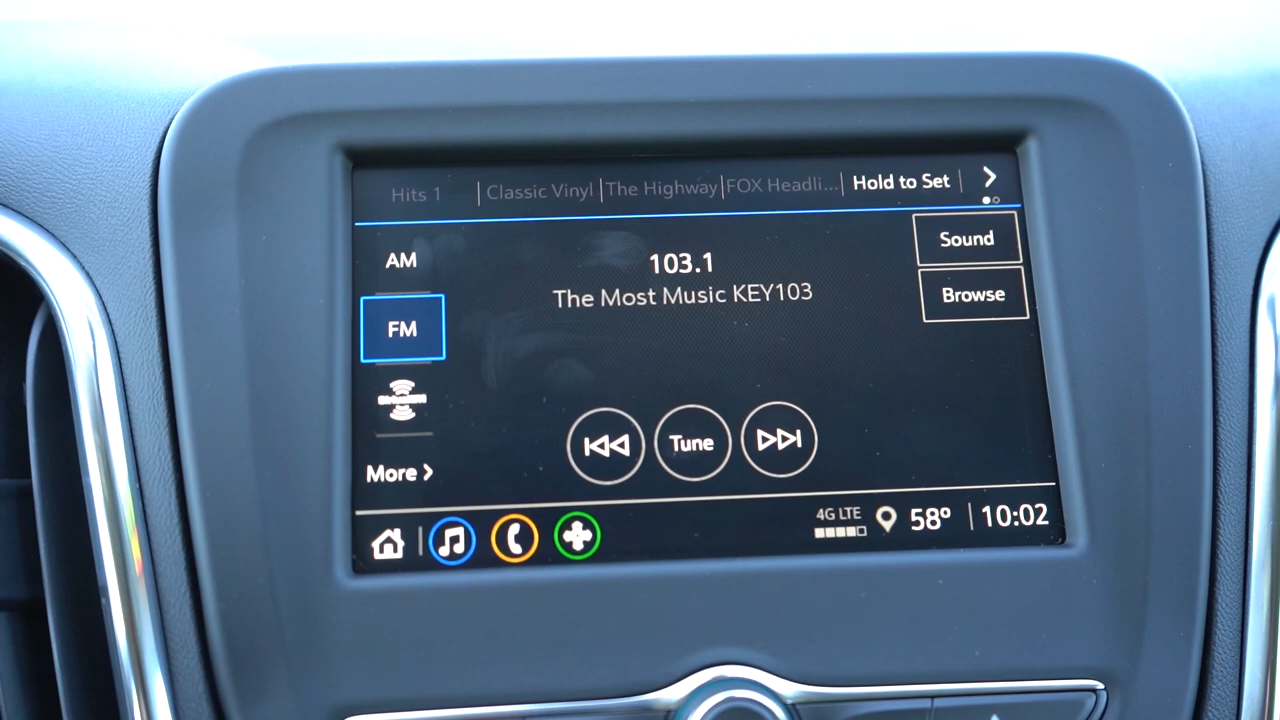 Hits 1 Classic Vinyl The Highway FOX Headli... Hold to Set
AM
103.1
Sound
The Most Music KEY103
Browse
FM
Tune
More
4G LTE
58° 10:02